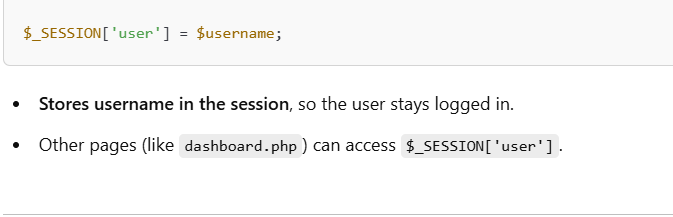 $_SESSION['user'] = $username;
• Stores username in the session, so the user stays logged in.
• Other pages (like dashboard.php) can access $_SESSION['user'].